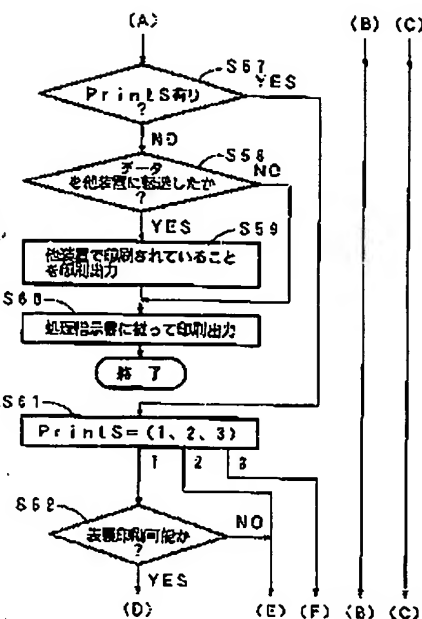 (A)
(B) (C)
S57
PrintS有り
?
YES
NO
S58
データ
を他装置に転送したか
?
NO
YES
S59
他装置で印刷されていること
を印刷出力
S60
処理指示書に従って印刷出力
終了
S61
PrintS=(1、2、3)
1 2 3
S62
装置印刷可能か
?
NO
YES
(D) (E) (F) (B) (C)